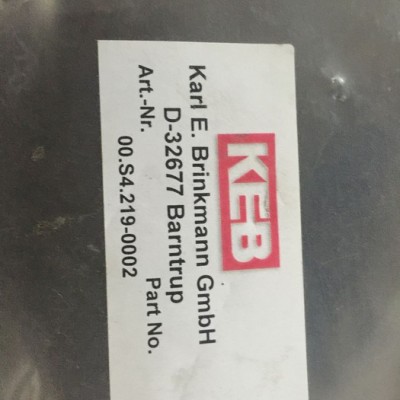 KEB
Karl E. Brinkmann GmbH
D-32677 Barntrup
Art.-Nr. Part No.
00.S4.219-0002